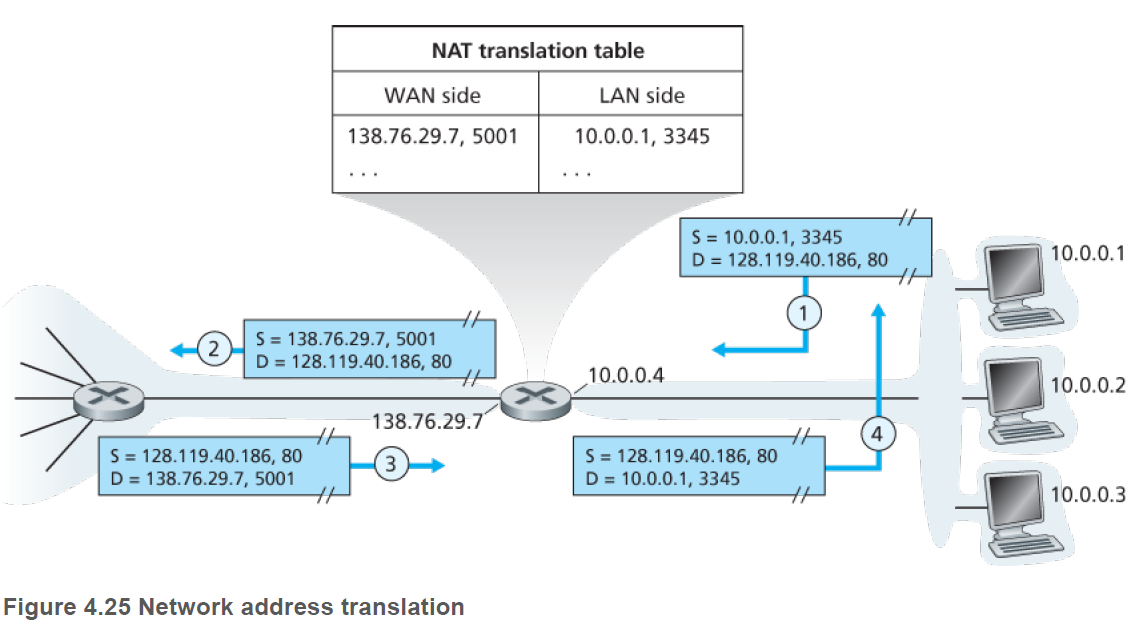 NAT translation table
WAN side
LAN side
138.76.29.7, 5001
10.0.0.1, 3345
. . .
. . .
S = 10.0.0.1, 3345
D = 128.119.40.186, 80
1
10.0.0.1
S = 138.76.29.7, 5001
D = 128.119.40.186, 80
2
10.0.0.4
10.0.0.2
138.76.29.7
S = 128.119.40.186, 80
D = 138.76.29.7, 5001
3
S = 128.119.40.186, 80
D = 10.0.0.1, 3345
4
10.0.0.3
Figure 4.25 Network address translation